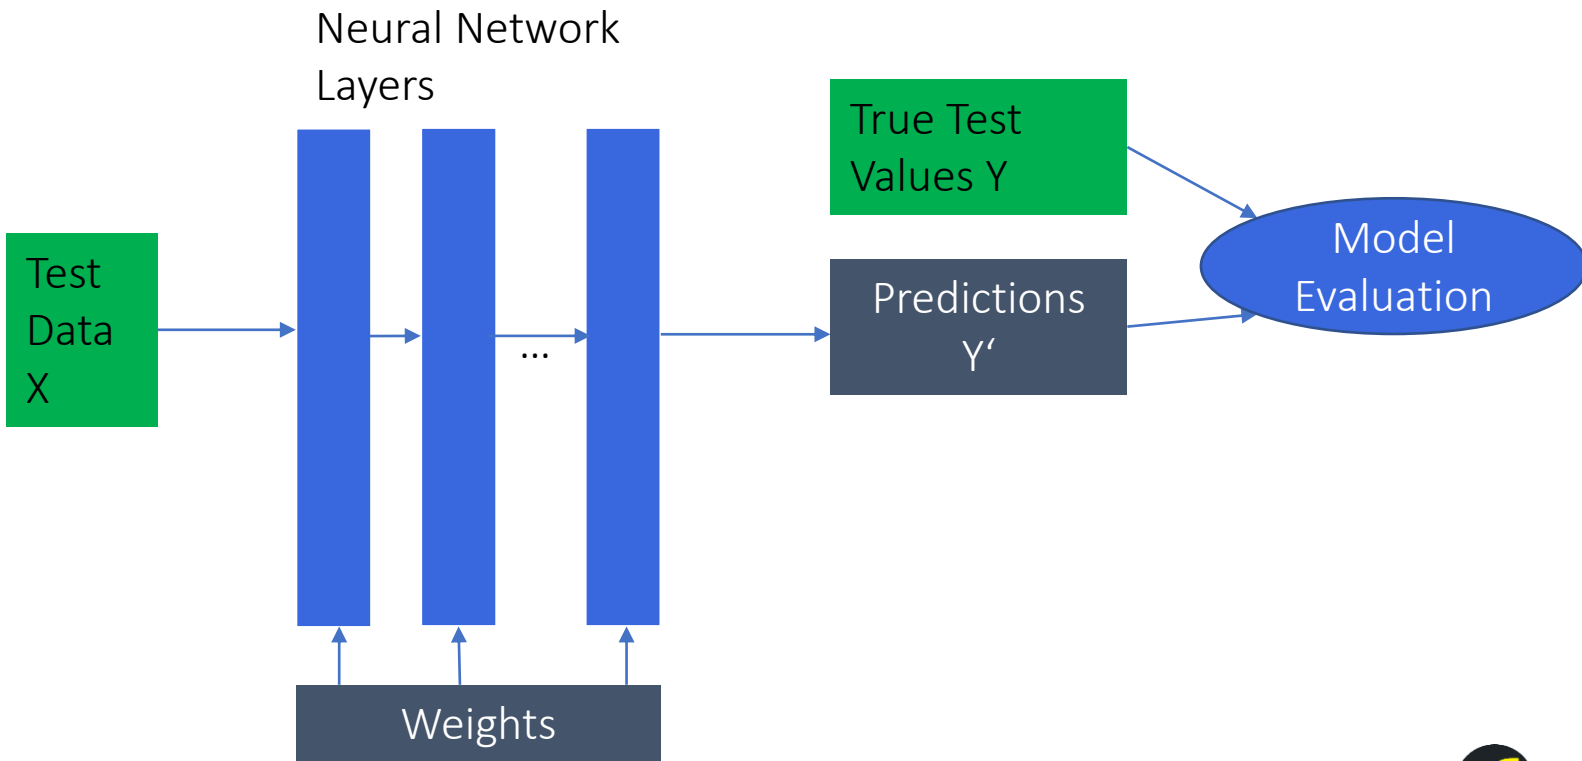 Neural Network
Layers
True Test
Values Y
Test
Data
X
...
Predictions
Y‘
Model
Evaluation
Weights